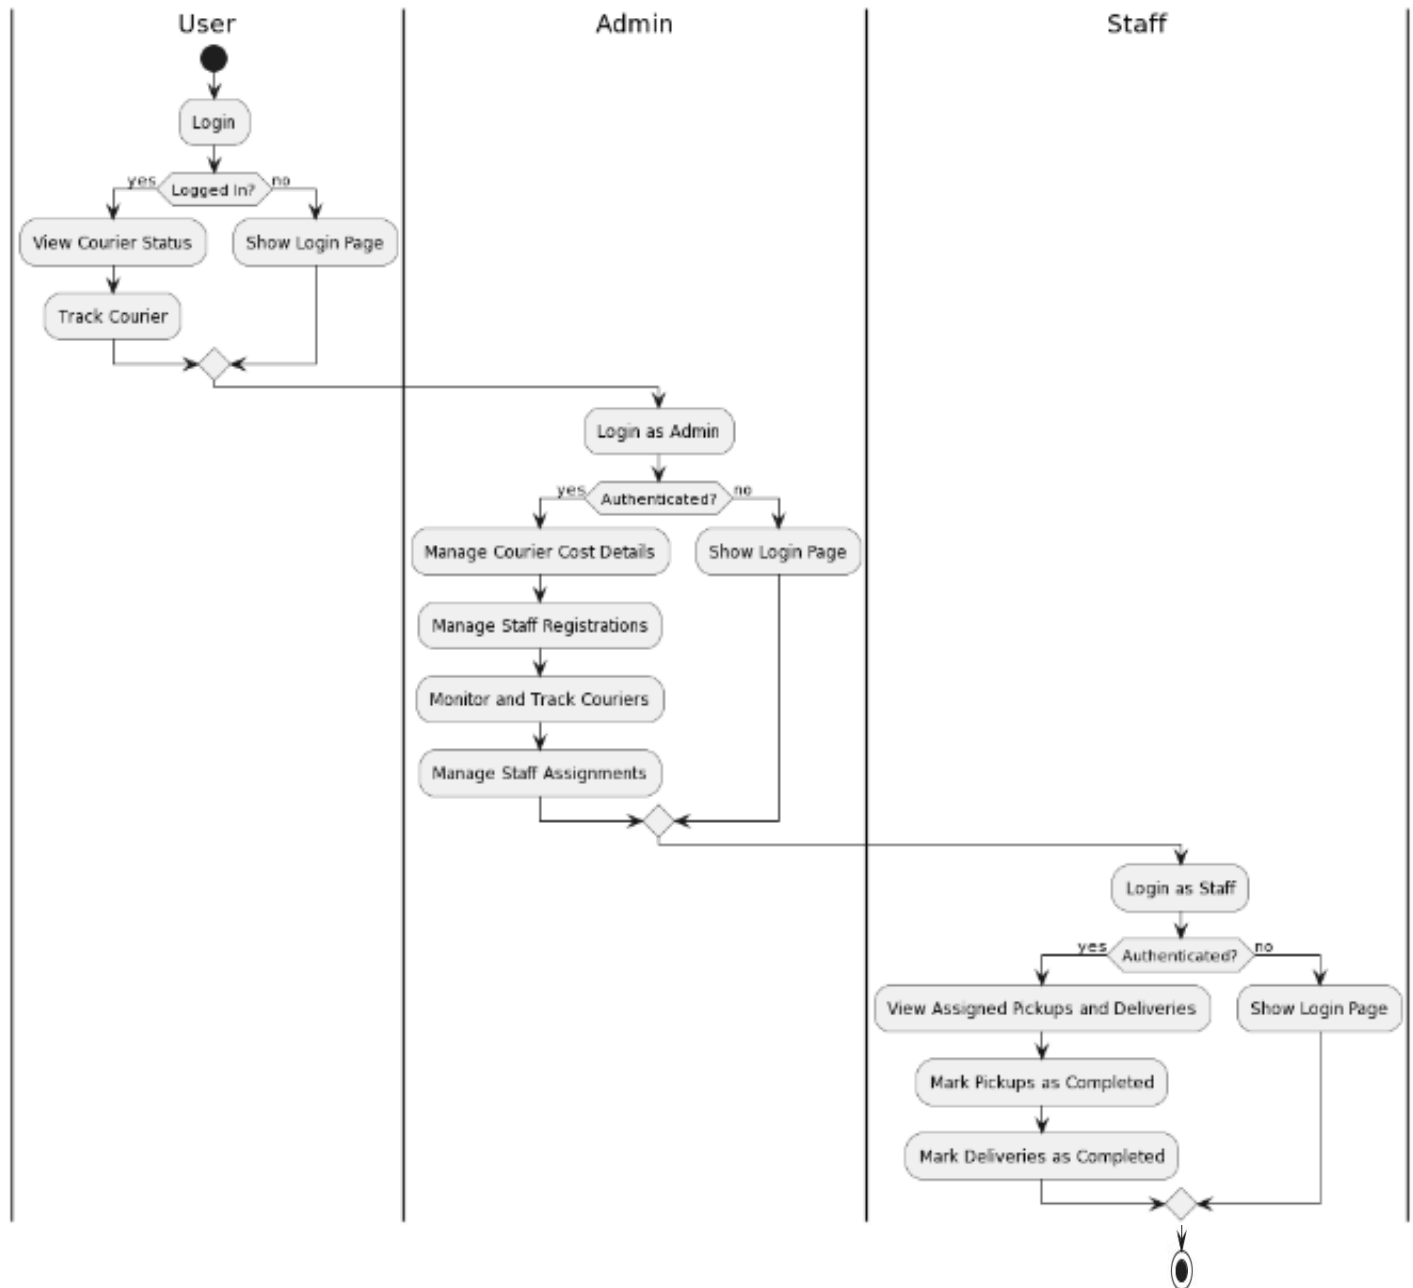 User
Admin
Staff
Login
yes
Logged In?
no
View Courier Status
Show Login Page
Track Courier
Login as Admin
yes
Authenticated?
no
Manage Courier Cost Details
Show Login Page
Manage Staff Registrations
Monitor and Track Couriers
Manage Staff Assignments
Login as Staff
yes
Authenticated?
no
View Assigned Pickups and Deliveries
Show Login Page
Mark Pickups as Completed
Mark Deliveries as Completed